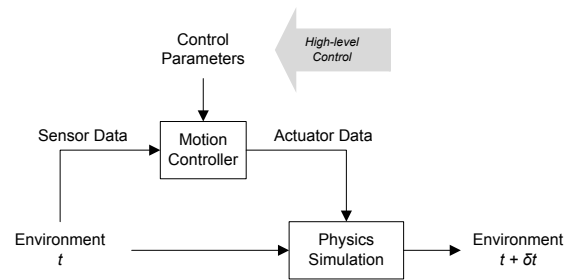 Control
Parameters
High-level
Control
Sensor Data
Motion
Controller
Actuator Data
Environment
t
Physics
Simulation
Environment
t + δt